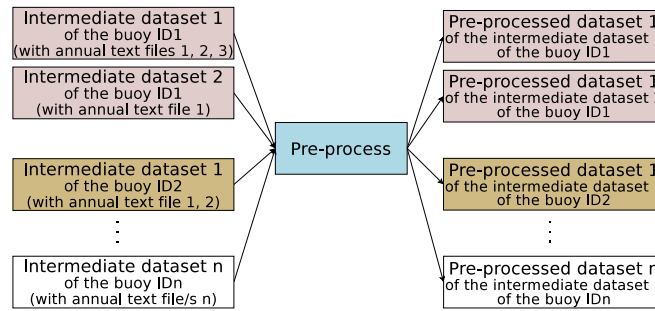 Intermediate dataset 1
of the buoy ID1
(with annual text files 1, 2, 3)
Intermediate dataset 2
of the buoy ID1
(with annual text file 1)
Intermediate dataset 1
of the buoy ID2
(with annual text file 1, 2)
Intermediate dataset n
of the buoy IDn
(with annual text file/s n)
Pre-process
Pre-processed dataset 1
of the intermediate dataset
of the buoy ID1
Pre-processed dataset 1
of the intermediate dataset
of the buoy ID1
Pre-processed dataset 1
of the intermediate dataset
of the buoy ID2
Pre-processed dataset n
of the intermediate dataset
of the buoy IDn